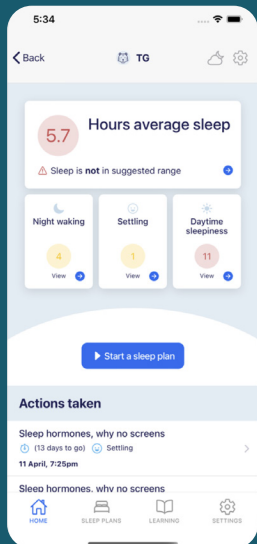 5:34
Back
TG
5.7
Hours average sleep
Sleep is not in suggested range
Night waking
Settling
Daytime
sleepiness
4
1
11
View
View
View
Start a sleep plan
Actions taken
Sleep hormones, why no screens
(13 days to go)
Settling
11 April, 7:25pm
Sleep hormones, why no screens
HOME
SLEEP PLANS
LEARNING
SETTINGS